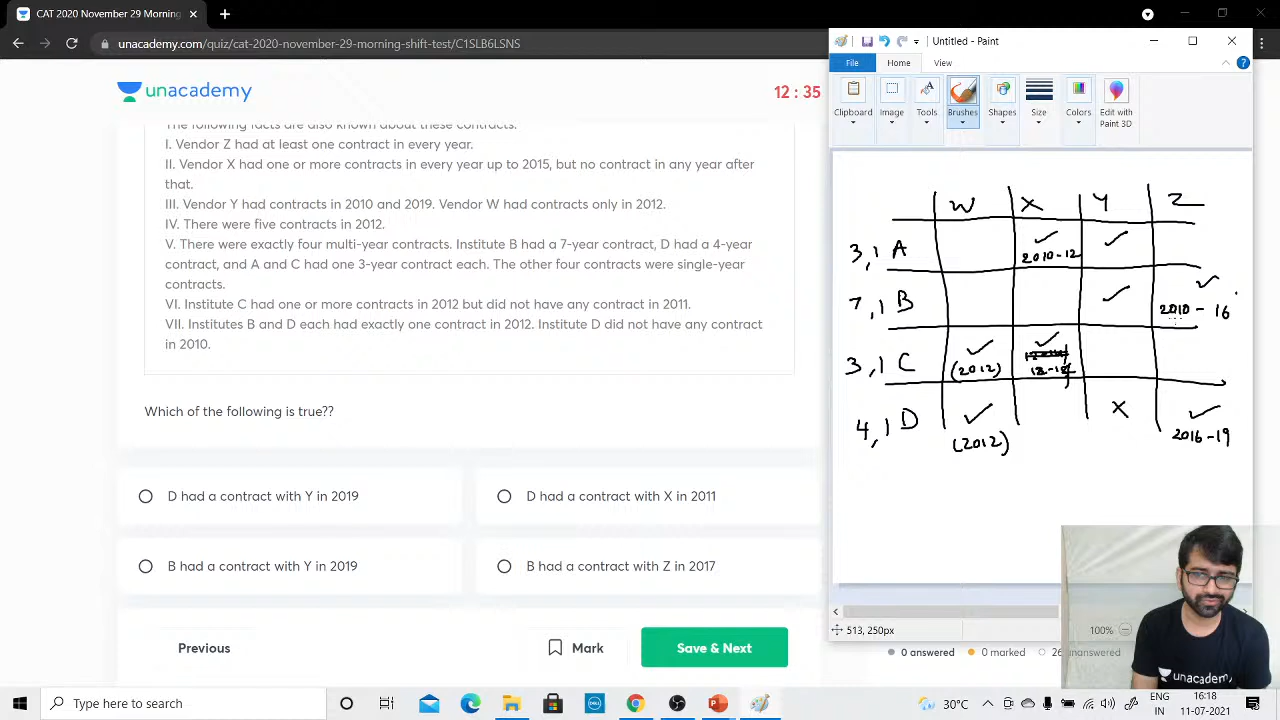 CAT 2020 November 29 Morning
unacademy.com/quiz/cat-2020-november-29-morning-shift-test/C1SLB6LSNS
Untitled - Paint
File Home View
Clipboard Image Tools Brushes Shapes Size Colors Edit with Paint 3D
unacademy
12 : 35
The following facts are also known about these contracts.
I. Vendor Z had at least one contract in every year.
II. Vendor X had one or more contracts in every year up to 2015, but no contract in any year after
that.
III. Vendor Y had contracts in 2010 and 2019. Vendor W had contracts only in 2012.
IV. There were five contracts in 2012.
V. There were exactly four multi-year contracts. Institute B had a 7-year contract, D had a 4-year
contract, and A and C had one 3-year contract each. The other four contracts were single-year
contracts.
VI. Institute C had one or more contracts in 2012 but did not have any contract in 2011.
VII. Institutes B and D each had exactly one contract in 2012. Institute D did not have any contract
in 2010.
Which of the following is true??
D had a contract with Y in 2019
D had a contract with X in 2011
B had a contract with Y in 2019
B had a contract with Z in 2017
Previous
Mark
Save & Next
W X Y Z
3,1 A 2010-12
7,1 B 2010 - 16
3,1 C (2012)
4,1 D (2012) X 2016-19
513, 250px
100%
0 answered 0 marked 26 unanswered
unacademy
Type here to search
30°C
ENG
IN
16:18
11-07-2021